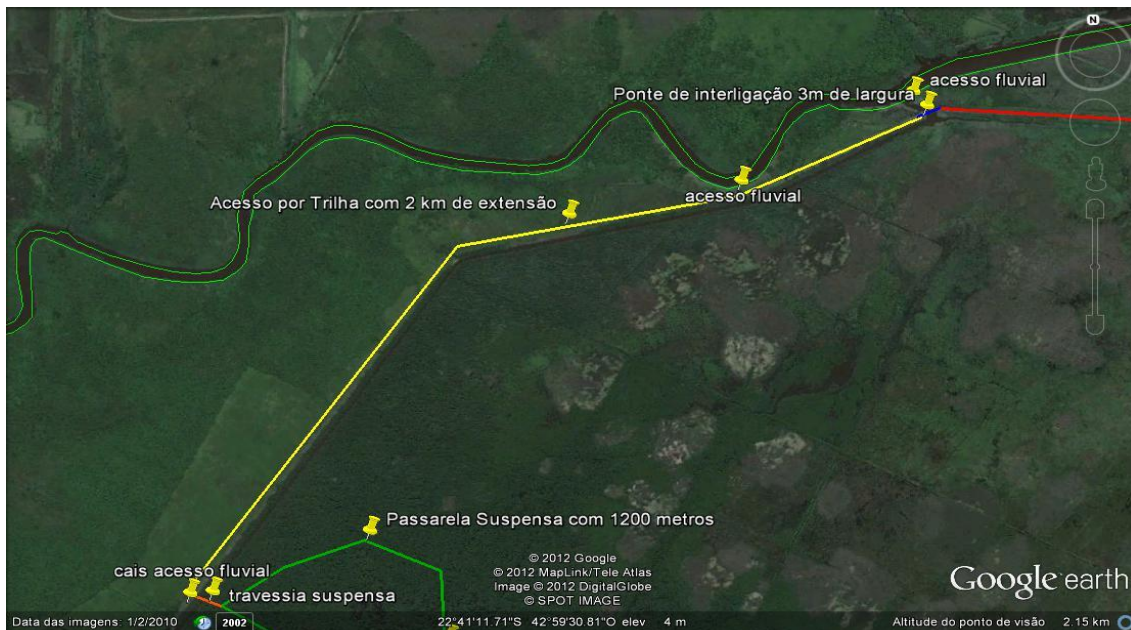 N
acesso fluvial
Ponte de interligação 3m de largura
acesso fluvial
Acesso por Trilha com 2 km de extensão
Passarela Suspensa com 1200 metros
cais acesso fluvial
travessia suspensa
© 2012 Google
© 2012 MapLink/Tele Atlas
Image © 2012 DigitalGlobe
© SPOT IMAGE
Google earth
Data das imagens: 1/2/2010 2002 22°41'11.71"S 42°59'30.81"O elev 4 m Altitude do ponto de visão 2.15 km